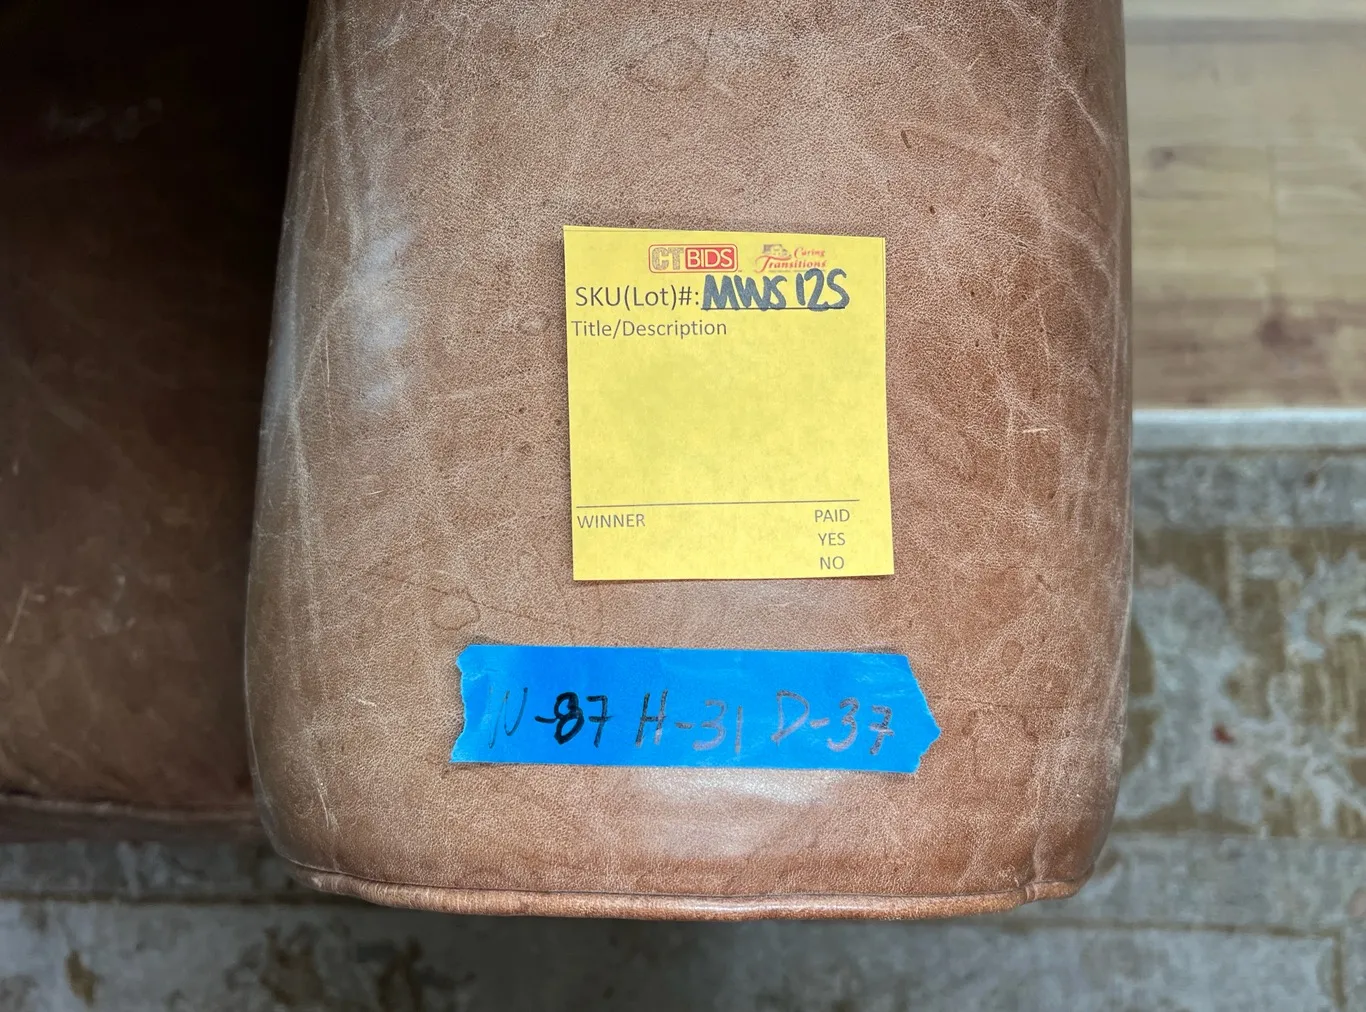 CTBIDS Caring Transitions
SKU(Lot)#: MWS 125
Title/Description
WINNER PAID
YES
NO
W-87 H-31 D-37